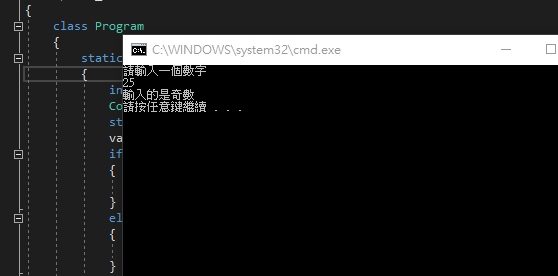 {
class Program
{
static
{
in
Co
st
va
if
{
}
el
{
}
C:\WINDOWS\system32\cmd.exe
請輸入一個數字
25
輸入的是奇數
請按任意鍵繼續 . . .